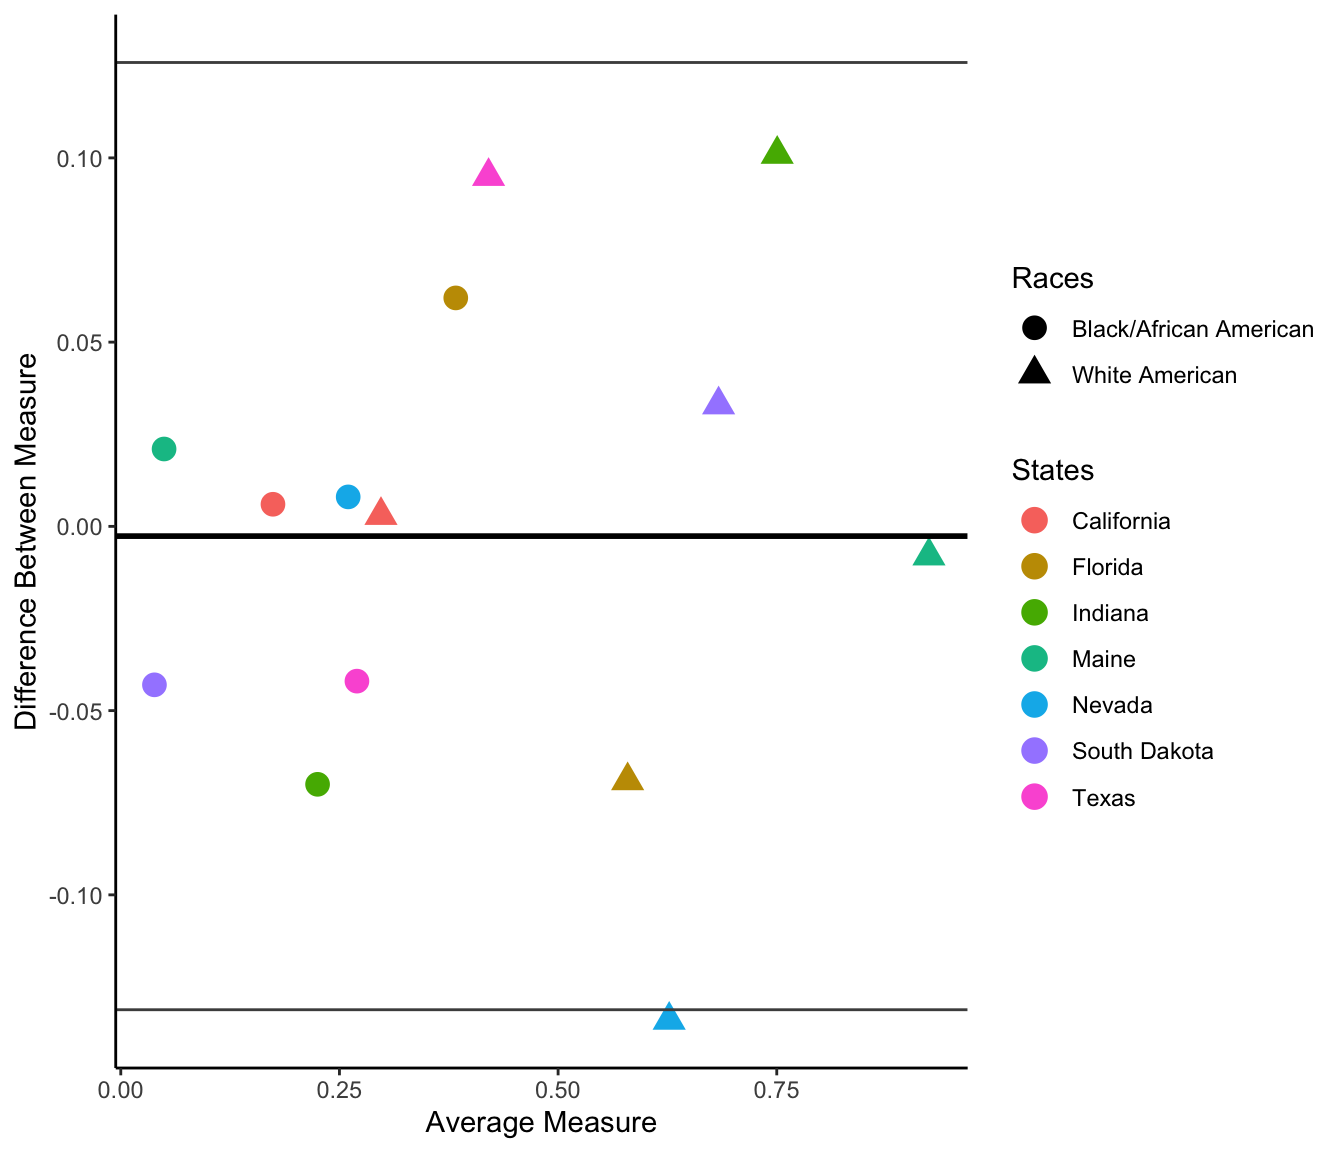 0.10
0.05
0.00
-0.05
-0.10
Difference Between Measure
0.00
0.25
0.50
0.75
Average Measure
Races
Black/African American
White American
States
California
Florida
Indiana
Maine
Nevada
South Dakota
Texas